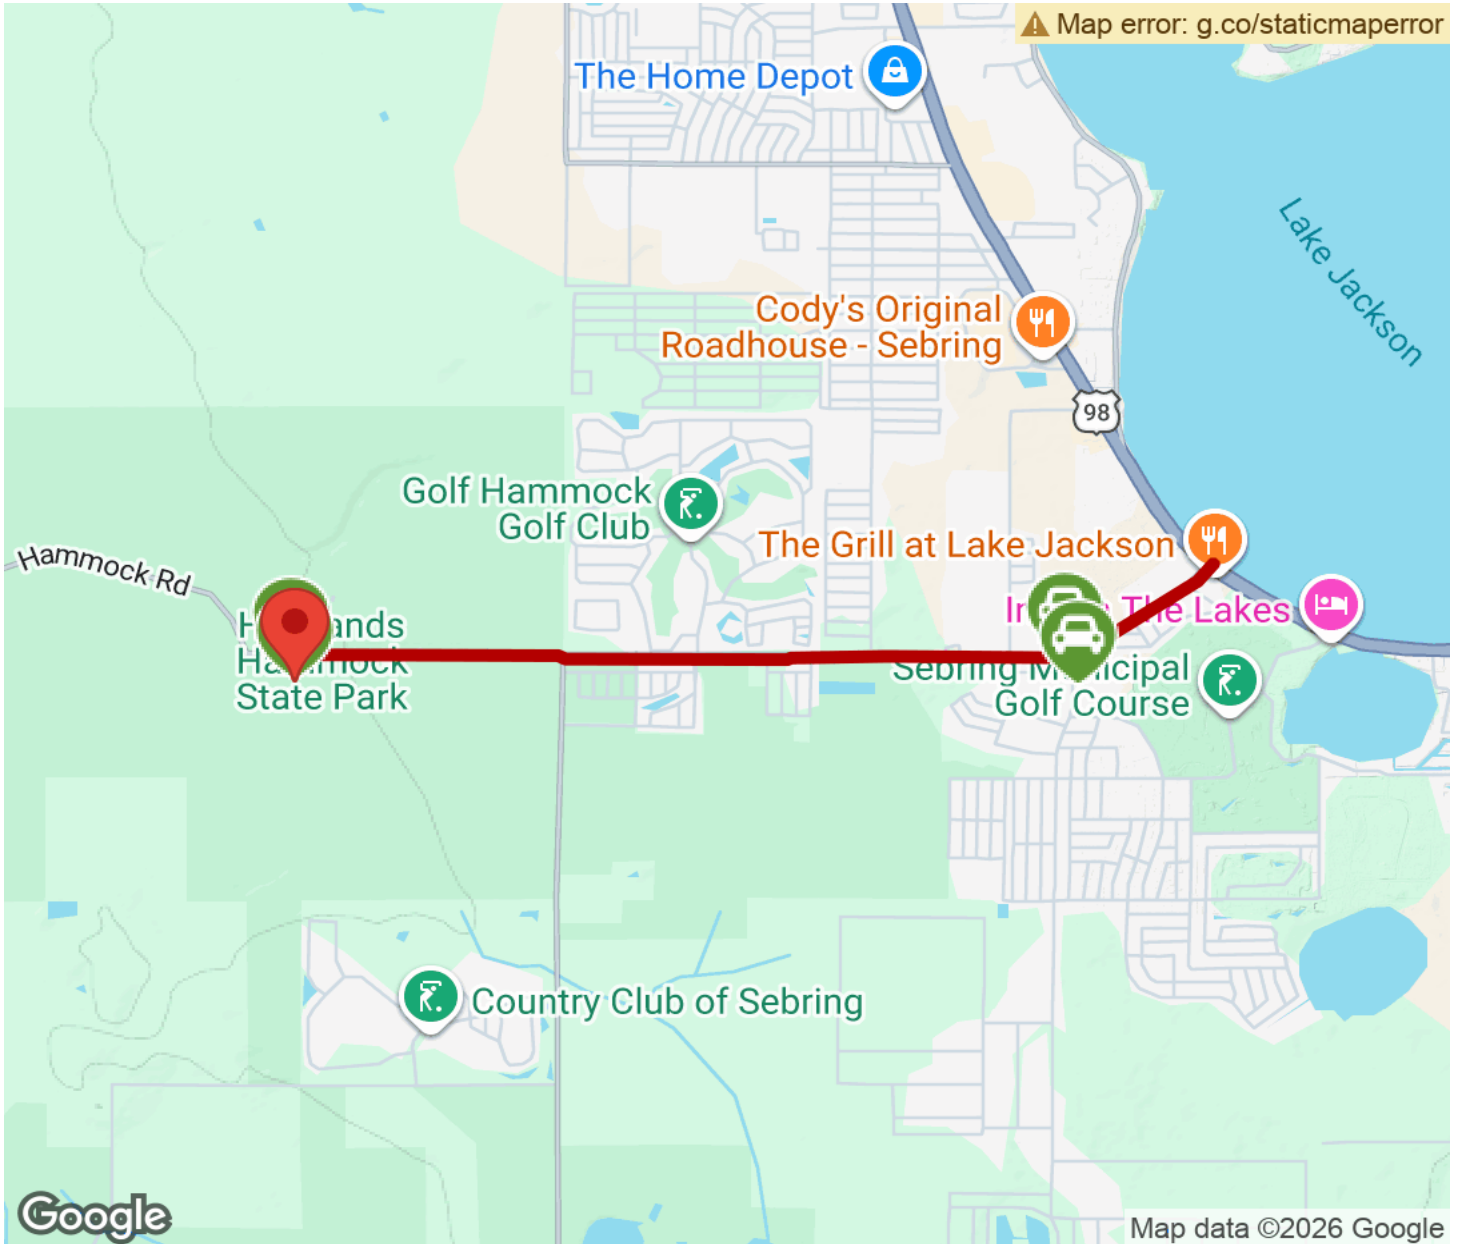 Map error: g.co/staticmaperror
The Home Depot
Lake Jackson
Cody's Original
Roadhouse - Sebring
98
Golf Hammock
Golf Club
The Grill at Lake Jackson
Hammock Rd
The Lakes
State Park
Sebring
Golf Course
Country Club of Sebring
Google
Map data ©2026 Google